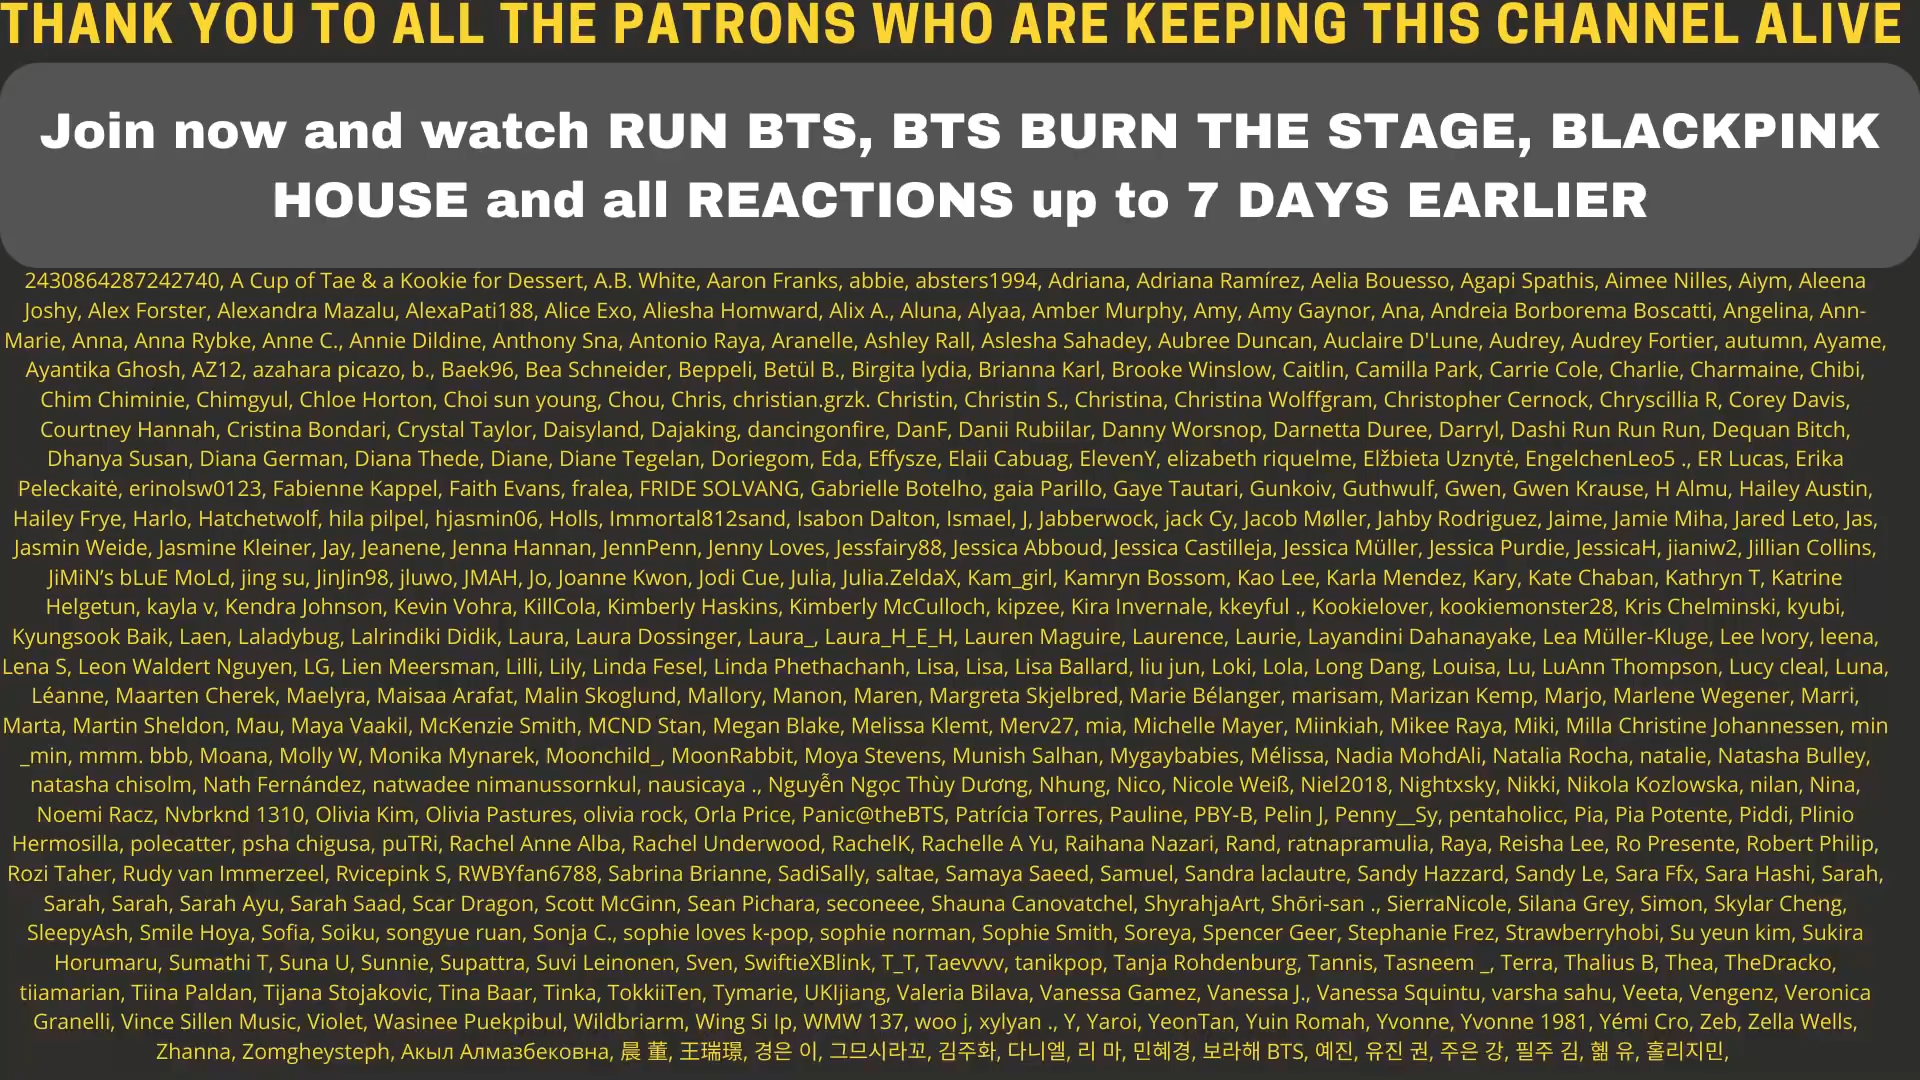 THANK YOU TO ALL THE PATRONS WHO ARE KEEPING THIS CHANNEL ALIVE
Join now and watch RUN BTS, BTS BURN THE STAGE, BLACKPINK
HOUSE and all REACTIONS up to 7 DAYS EARLIER
2430864287242740, A Cup of Tae & a Kookie for Dessert, A.B. White, Aaron Franks, abbie, absters1994, Adriana, Adriana Ramírez, Aelia Bouesso, Agapi Spathis, Aimee Nilles, Aiym, Aleena
Joshy, Alex Forster, Alexandra Mazalu, AlexaPati188, Alice Exo, Aliesha Homward, Alix A., Aluna, Alyaa, Amber Murphy, Amy, Amy Gaynor, Ana, Andreia Borborema Boscatti, Angelina, Ann-
Marie, Anna, Anna Rybke, Anne C., Annie Dildine, Anthony Sna, Antonio Raya, Aranelle, Ashley Rall, Aslesha Sahadey, Aubree Duncan, Auclaire D'Lune, Audrey, Audrey Fortier, autumn, Ayame,
Ayantika Ghosh, AZ12, azahara picazo, b., Baek96, Bea Schneider, Beppeli, Betül B., Birgita lydia, Brianna Karl, Brooke Winslow, Caitlin, Camilla Park, Carrie Cole, Charlie, Charmaine, Chibi,
Chim Chiminie, Chimgyul, Chloe Horton, Choi sun young, Chou, Chris, christian.grzk. Christin, Christin S., Christina, Christina Wolffgram, Christopher Cernock, Chryscillia R, Corey Davis,
Courtney Hannah, Cristina Bondari, Crystal Taylor, Daisyland, Dajaking, dancingonfire, DanF, Danii Rubiilar, Danny Worsnop, Darnetta Duree, Darryl, Dashi Run Run Run, Dequan Bitch,
Dhanya Susan, Diana German, Diana Thede, Diane, Diane Tegelan, Doriegom, Eda, Effysze, Elaii Cabuag, ElevenY, elizabeth riquelme, Elžbieta Uznytė, EngelchenLeo5 ., ER Lucas, Erika
Peleckaitė, erinolsw0123, Fabienne Kappel, Faith Evans, fralea, FRIDE SOLVANG, Gabrielle Botelho, gaia Parillo, Gaye Tautari, Gunkoiv, Guthwulf, Gwen, Gwen Krause, H Almu, Hailey Austin,
Hailey Frye, Harlo, Hatchetwolf, hila pilpel, hjasmin06, Holls, Immortal812sand, Isabon Dalton, Ismael, J, Jabberwock, jack Cy, Jacob Møller, Jahby Rodriguez, Jaime, Jamie Miha, Jared Leto, Jas,
Jasmin Weide, Jasmine Kleiner, Jay, Jeanene, Jenna Hannan, JennPenn, Jenny Loves, Jessfairy88, Jessica Abboud, Jessica Castilleja, Jessica Müller, Jessica Purdie, JessicaH, jianiw2, Jillian Collins,
JiMiN’s bLuE MoLd, jing su, JinJin98, jluwo, JMAH, Jo, Joanne Kwon, Jodi Cue, Julia, Julia.ZeldaX, Kam_girl, Kamryn Bossom, Kao Lee, Karla Mendez, Kary, Kate Chaban, Kathryn T, Katrine
Helgetun, kayla v, Kendra Johnson, Kevin Vohra, KillCola, Kimberly Haskins, Kimberly McCulloch, kipzee, Kira Invernale, kkeyful ., Kookielover, kookiemonster28, Kris Chelminski, kyubi,
Kyungsook Baik, Laen, Laladybug, Lalrindiki Didik, Laura, Laura Dossinger, Laura_, Laura_H_E_H, Lauren Maguire, Laurence, Laurie, Layandini Dahanayake, Lea Müller-Kluge, Lee Ivory, leena,
Lena S, Leon Waldert Nguyen, LG, Lien Meersman, Lilli, Lily, Linda Fesel, Linda Phethachanh, Lisa, Lisa, Lisa Ballard, liu jun, Loki, Lola, Long Dang, Louisa, Lu, LuAnn Thompson, Lucy cleal, Luna,
Léanne, Maarten Cherek, Maelyra, Maisaa Arafat, Malin Skoglund, Mallory, Manon, Maren, Margreta Skjelbred, Marie Bélanger, marisam, Marizan Kemp, Marjo, Marlene Wegener, Marri,
Marta, Martin Sheldon, Mau, Maya Vaakil, McKenzie Smith, MCND Stan, Megan Blake, Melissa Klemt, Merv27, mia, Michelle Mayer, Miinkiah, Mikee Raya, Miki, Milla Christine Johannessen, min
_min, mmm. bbb, Moana, Molly W, Monika Mynarek, Moonchild_, MoonRabbit, Moya Stevens, Munish Salhan, Mygaybabies, Mélissa, Nadia MohdAli, Natalia Rocha, natalie, Natasha Bulley,
natasha chisolm, Nath Fernández, natwadee nimanussornkul, nausicaya ., Nguyễn Ngọc Thùy Dương, Nhung, Nico, Nicole Weiß, Niel2018, Nightxsky, Nikki, Nikola Kozlowska, nilan, Nina,
Noemi Racz, Nvbrknd 1310, Olivia Kim, Olivia Pastures, olivia rock, Orla Price, Panic@theBTS, Patrícia Torres, Pauline, PBY-B, Pelin J, Penny__Sy, pentaholicc, Pia, Pia Potente, Piddi, Plinio
Hermosilla, polecatter, psha chigusa, puTRi, Rachel Anne Alba, Rachel Underwood, RachelK, Rachelle A Yu, Raihana Nazari, Rand, ratnapramulia, Raya, Reisha Lee, Ro Presente, Robert Philip,
Rozi Taher, Rudy van Immerzeel, Rvicepink S, RWBYfan6788, Sabrina Brianne, SadiSally, saltae, Samaya Saeed, Samuel, Sandra laclautre, Sandy Hazzard, Sandy Le, Sara Ffx, Sara Hashi, Sarah,
Sarah, Sarah, Sarah Ayu, Sarah Saad, Scar Dragon, Scott McGinn, Sean Pichara, seconeee, Shauna Canovatchel, ShyrahjaArt, Shōri-san ., SierraNicole, Silana Grey, Simon, Skylar Cheng,
SleepyAsh, Smile Hoya, Sofia, Soiku, songyue ruan, Sonja C., sophie loves k-pop, sophie norman, Sophie Smith, Soreya, Spencer Geer, Stephanie Frez, Strawberryhobi, Su yeun kim, Sukira
Horumaru, Sumathi T, Suna U, Sunnie, Supattra, Suvi Leinonen, Sven, SwiftieXBlink, T_T, Taevvvv, tanikpop, Tanja Rohdenburg, Tannis, Tasneem _, Terra, Thalius B, Thea, TheDracko,
tiiamarian, Tiina Paldan, Tijana Stojakovic, Tina Baar, Tinka, TokkiiTen, Tymarie, UKIjiang, Valeria Bilava, Vanessa Gamez, Vanessa J., Vanessa Squintu, varsha sahu, Veeta, Vengenz, Veronica
Granelli, Vince Sillen Music, Violet, Wasinee Puekpibul, Wildbriarm, Wing Si Ip, WMW 137, woo j, xylyan ., Y, Yaroi, YeonTan, Yuin Romah, Yvonne, Yvonne 1981, Yémi Cro, Zeb, Zella Wells,
Zhanna, Zomgheysteph, Акыл Алмазбековна, 晨 董, 王瑞璟, 경은 이, 그므시라꼬, 김주화, 다니엘, 리 마, 민혜경, 보라해 BTS, 예진, 유진 권, 주은 강, 필주 김, 혦 유, 홀리지민,